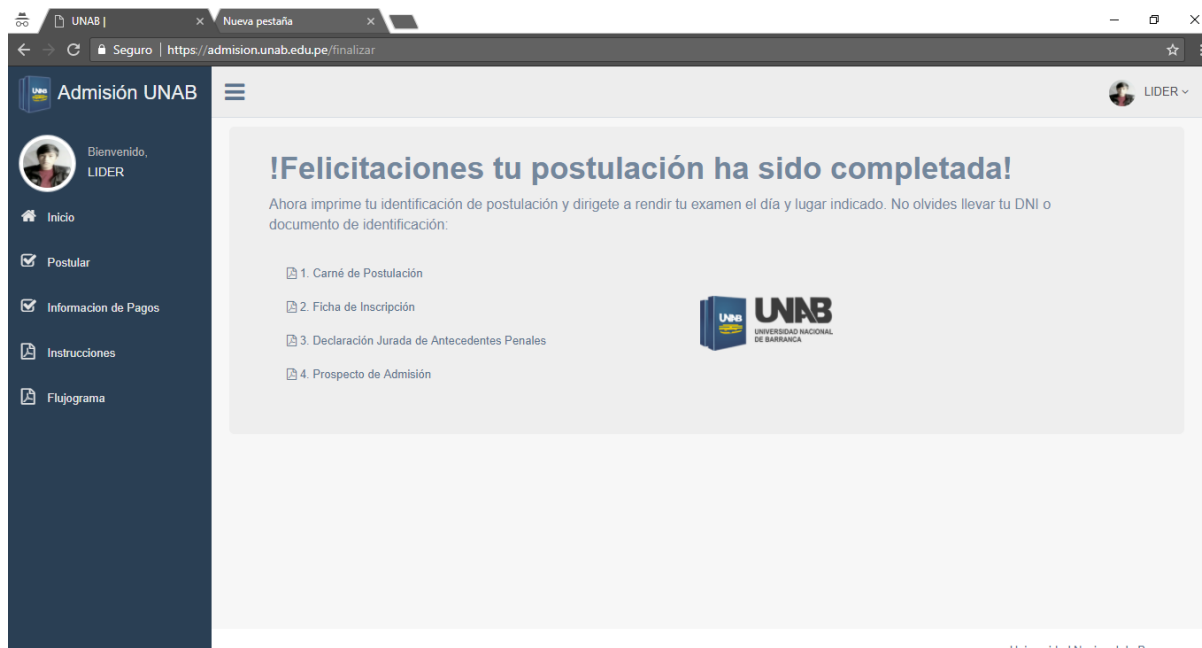 UNAB |
Nueva pestaña
Seguro | https://admision.unab.edu.pe/finalizar
Admisión UNAB
LIDER
Bienvenido,
LIDER
Inicio
Postular
Informacion de Pagos
Instrucciones
Flujograma
!Felicitaciones tu postulación ha sido completada!
Ahora imprime tu identificación de postulación y dirigete a rendir tu examen el día y lugar indicado. No olvides llevar tu DNI o
documento de identificación:
1. Carné de Postulación
2. Ficha de Inscripción
3. Declaración Jurada de Antecedentes Penales
4. Prospecto de Admisión
UNAB
UNAB
UNIVERSIDAD NACIONAL
DE BARRANCA